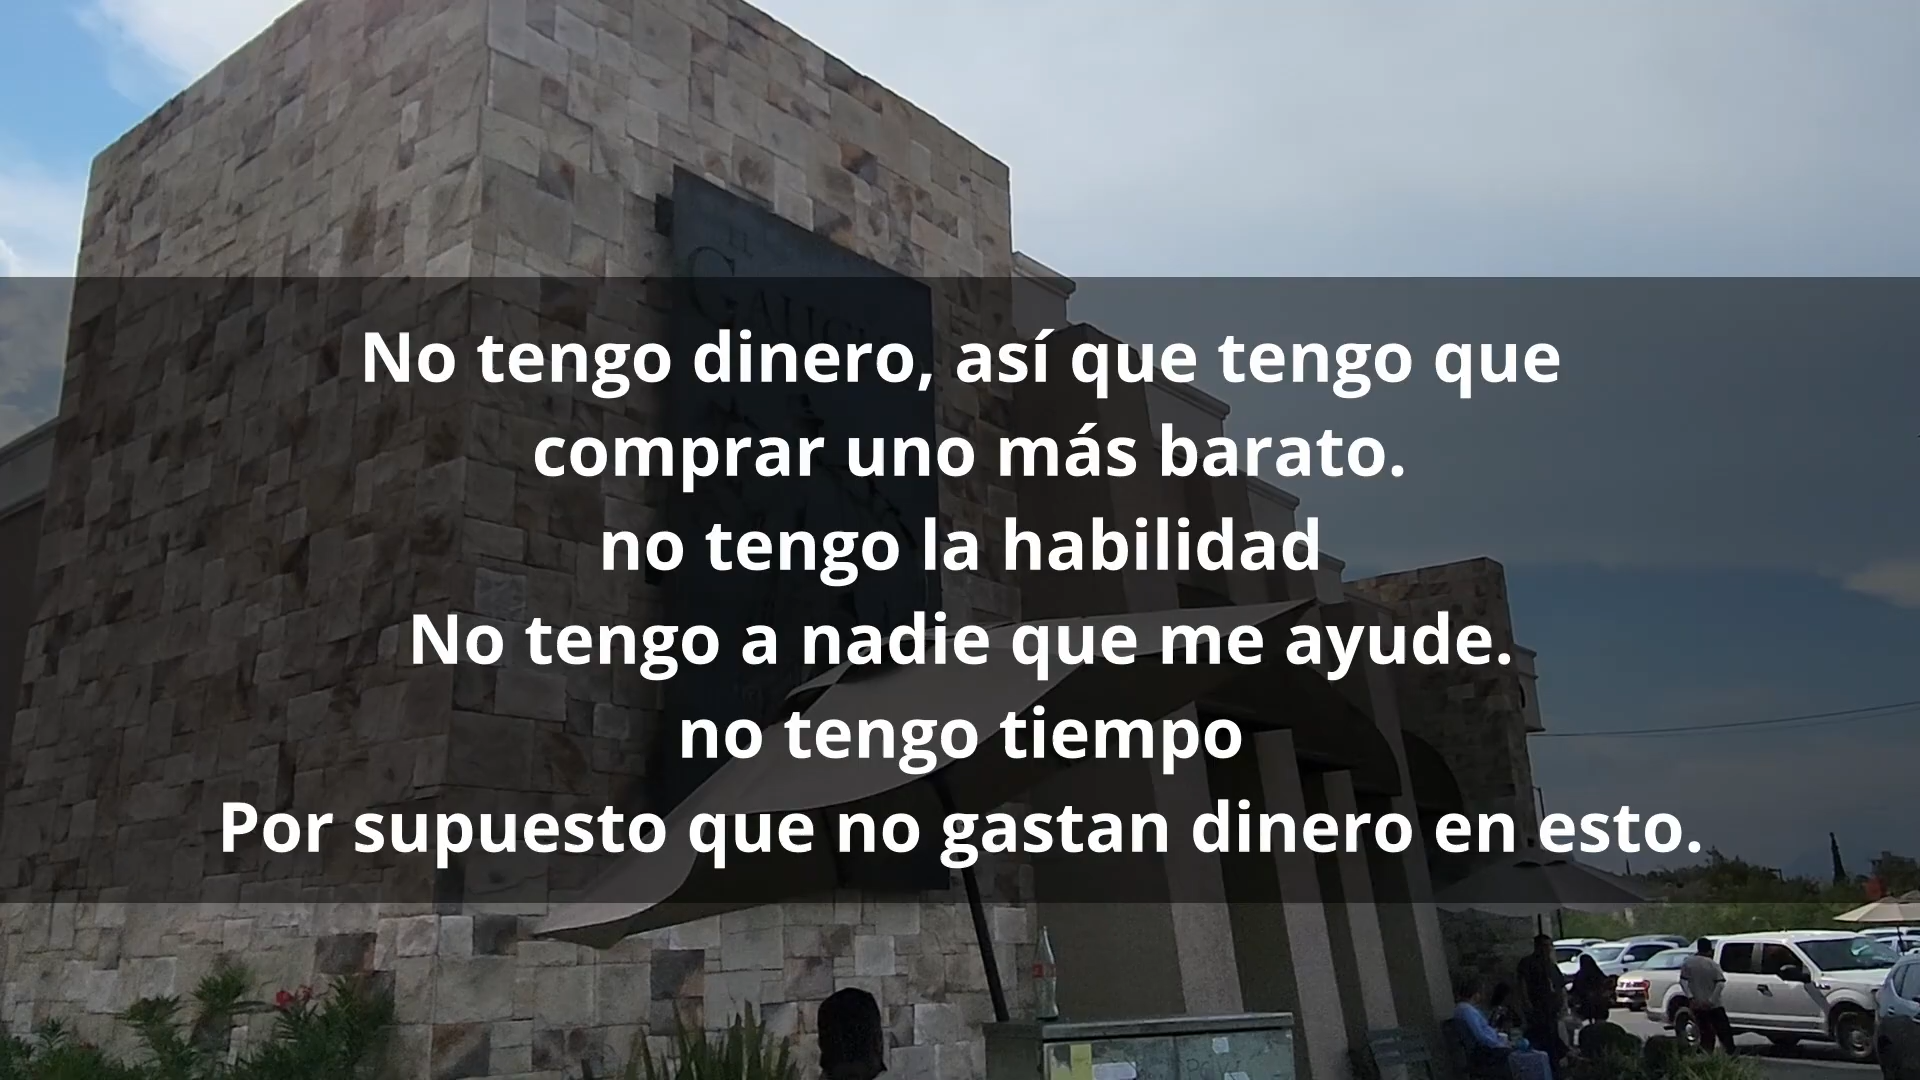 No tengo dinero, así que tengo que
comprar uno más barato.
no tengo la habilidad
No tengo a nadie que me ayude.
no tengo tiempo
Por supuesto que no gastan dinero en esto.